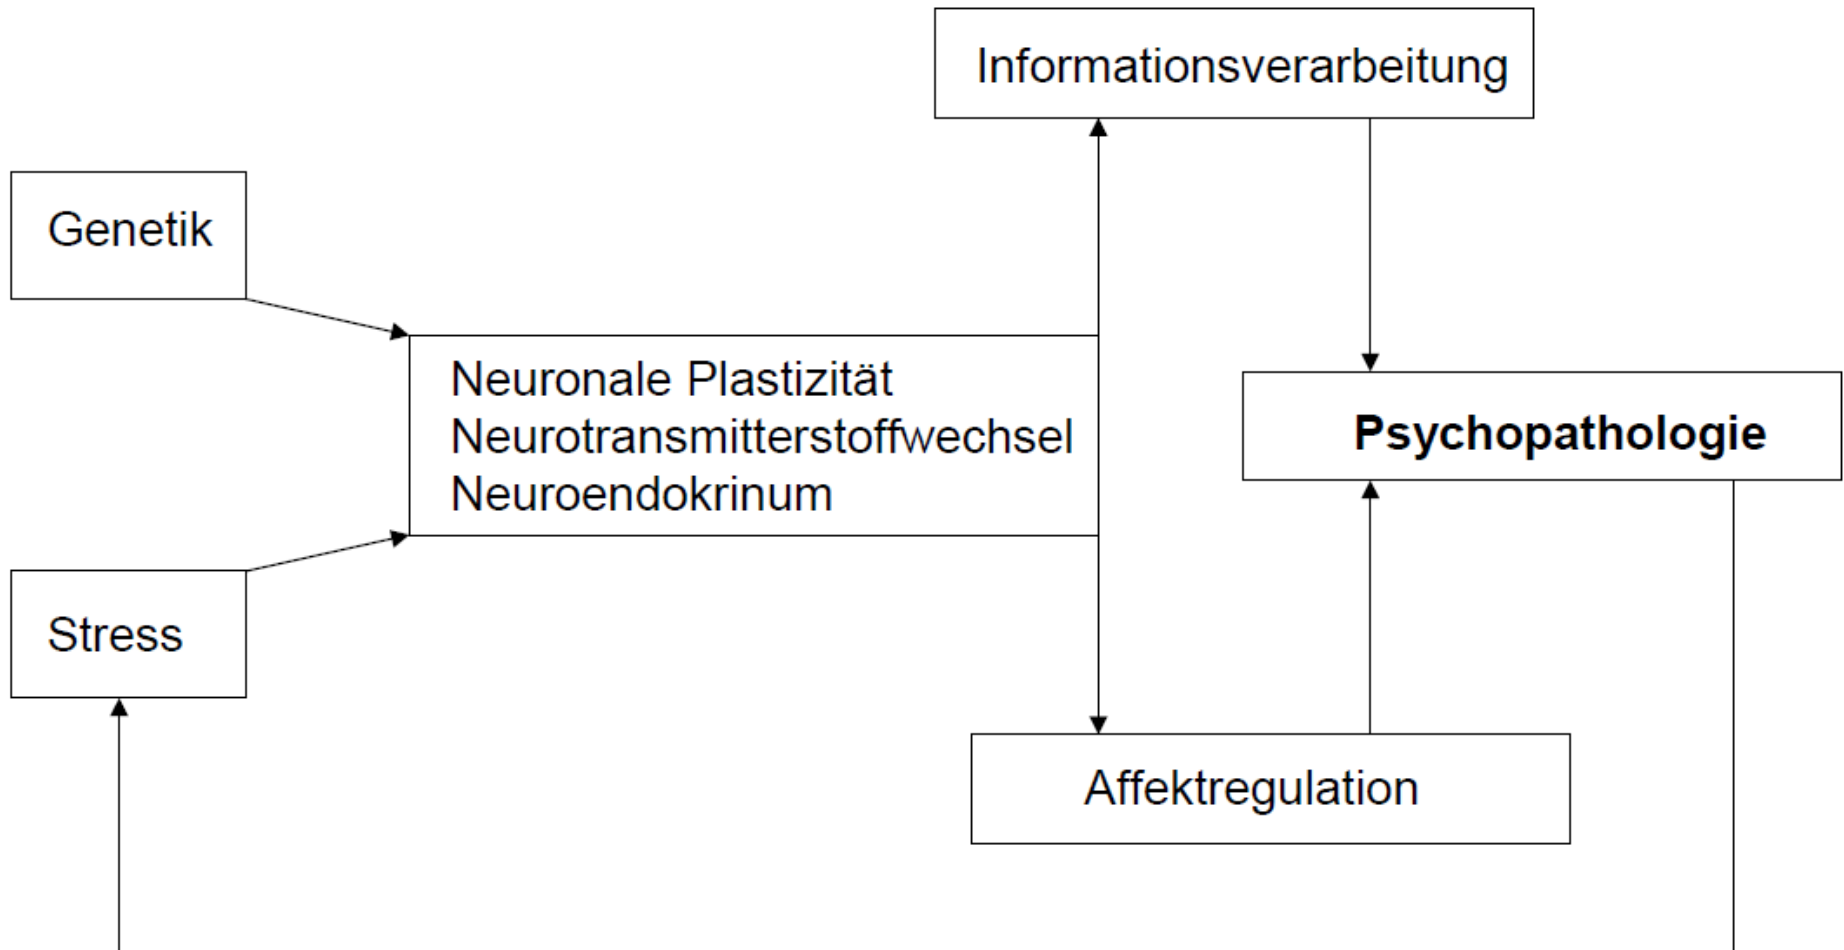 Informationsverarbeitung
Genetik
Neuronale Plastizität
Neurotransmitterstoffwechsel
Neuroendokrinum
Psychopathologie
Stress
Affektregulation